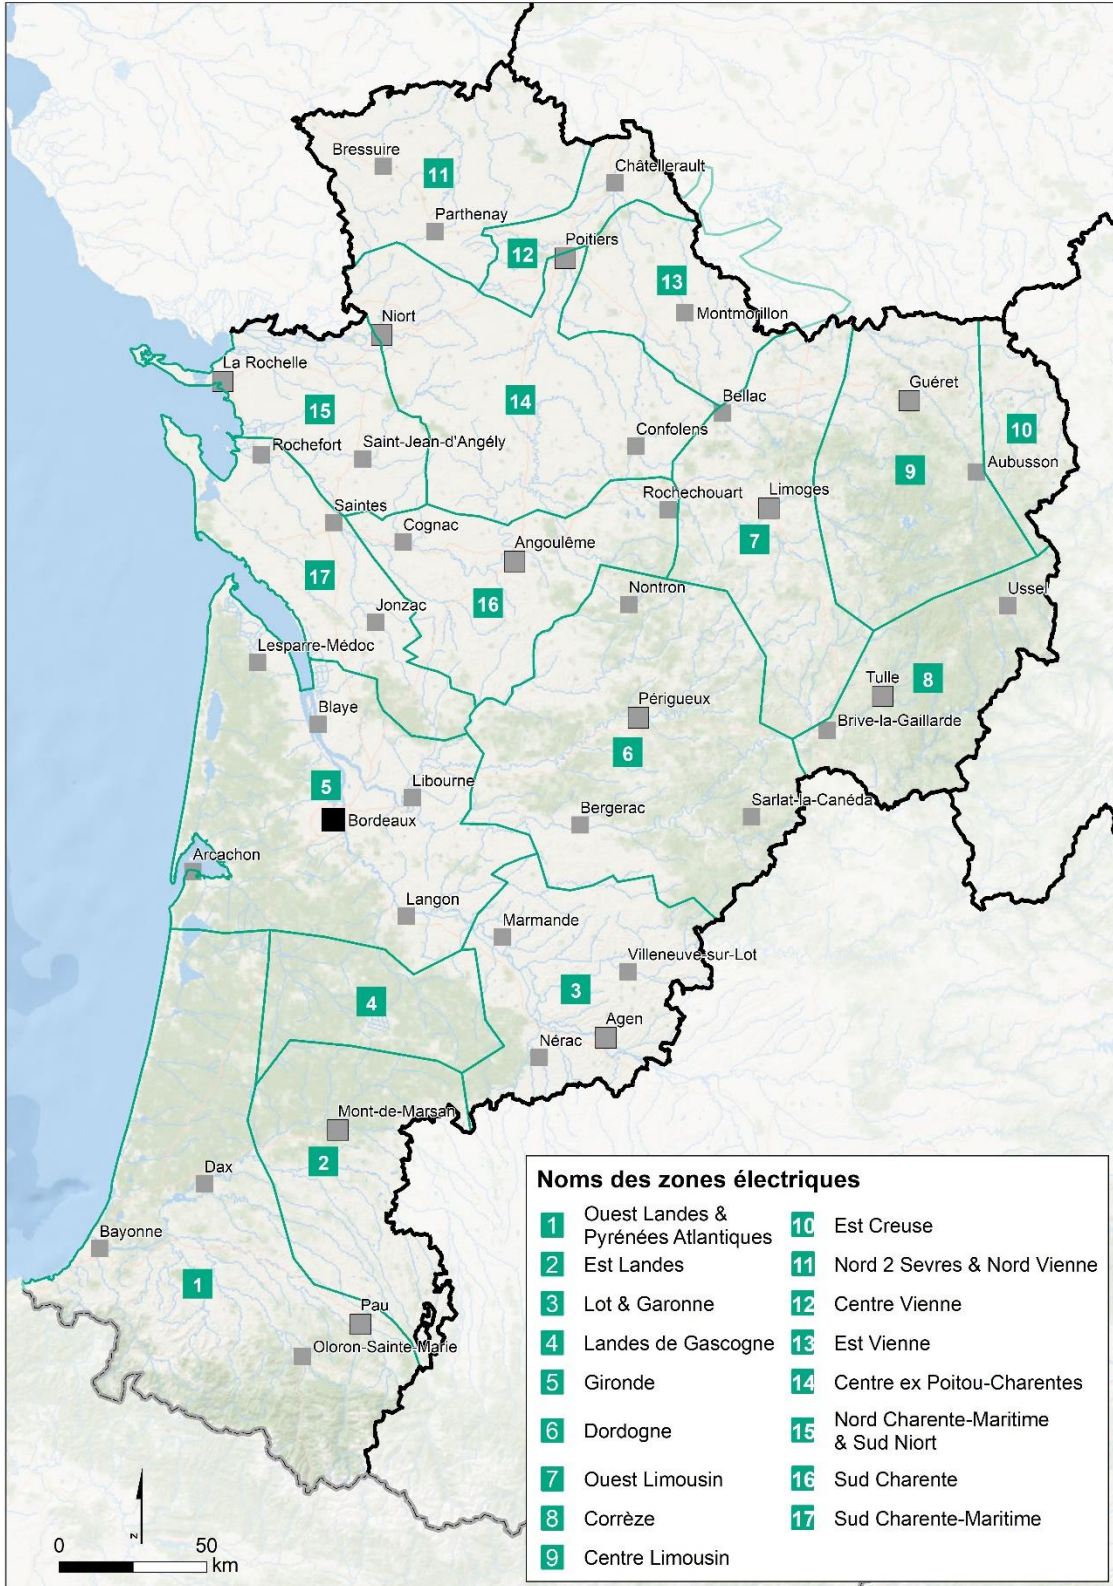 Bressuire
Châtellerault
11
Parthenay
Poitiers
12
13
Montmorillon
Niort
La Rochelle
Guéret
15
14
Bellac
10
Rochefort
Saint-Jean-d'Angély
Confolens
9
Aubusson
Saintes
Rochechouart
Limoges
Cognac
Angoulême
7
17
16
Nontron
Ussel
Jonzac
Lesparre-Médoc
Tulle
8
Blaye
Périgueux
Brive-la-Gaillarde
6
5
Libourne
Bordeaux
Bergerac
Sarlat-la-Canéda
Arcachon
Langon
Marmande
Villeneuve-sur-Lot
4
3
Agen
Nérac
Mont-de-Marsan
2
Dax
Bayonne
1
Pau
Oloron-Sainte-Marie
Noms des zones électriques
1 Ouest Landes &
Pyrénées Atlantiques
2 Est Landes
3 Lot & Garonne
4 Landes de Gascogne
5 Gironde
6 Dordogne
7 Ouest Limousin
8 Corrèze
9 Centre Limousin
10 Est Creuse
11 Nord 2 Sevres & Nord Vienne
12 Centre Vienne
13 Est Vienne
14 Centre ex Poitou-Charentes
15 Nord Charente-Maritime
& Sud Niort
16 Sud Charente
17 Sud Charente-Maritime
N
0 50
km